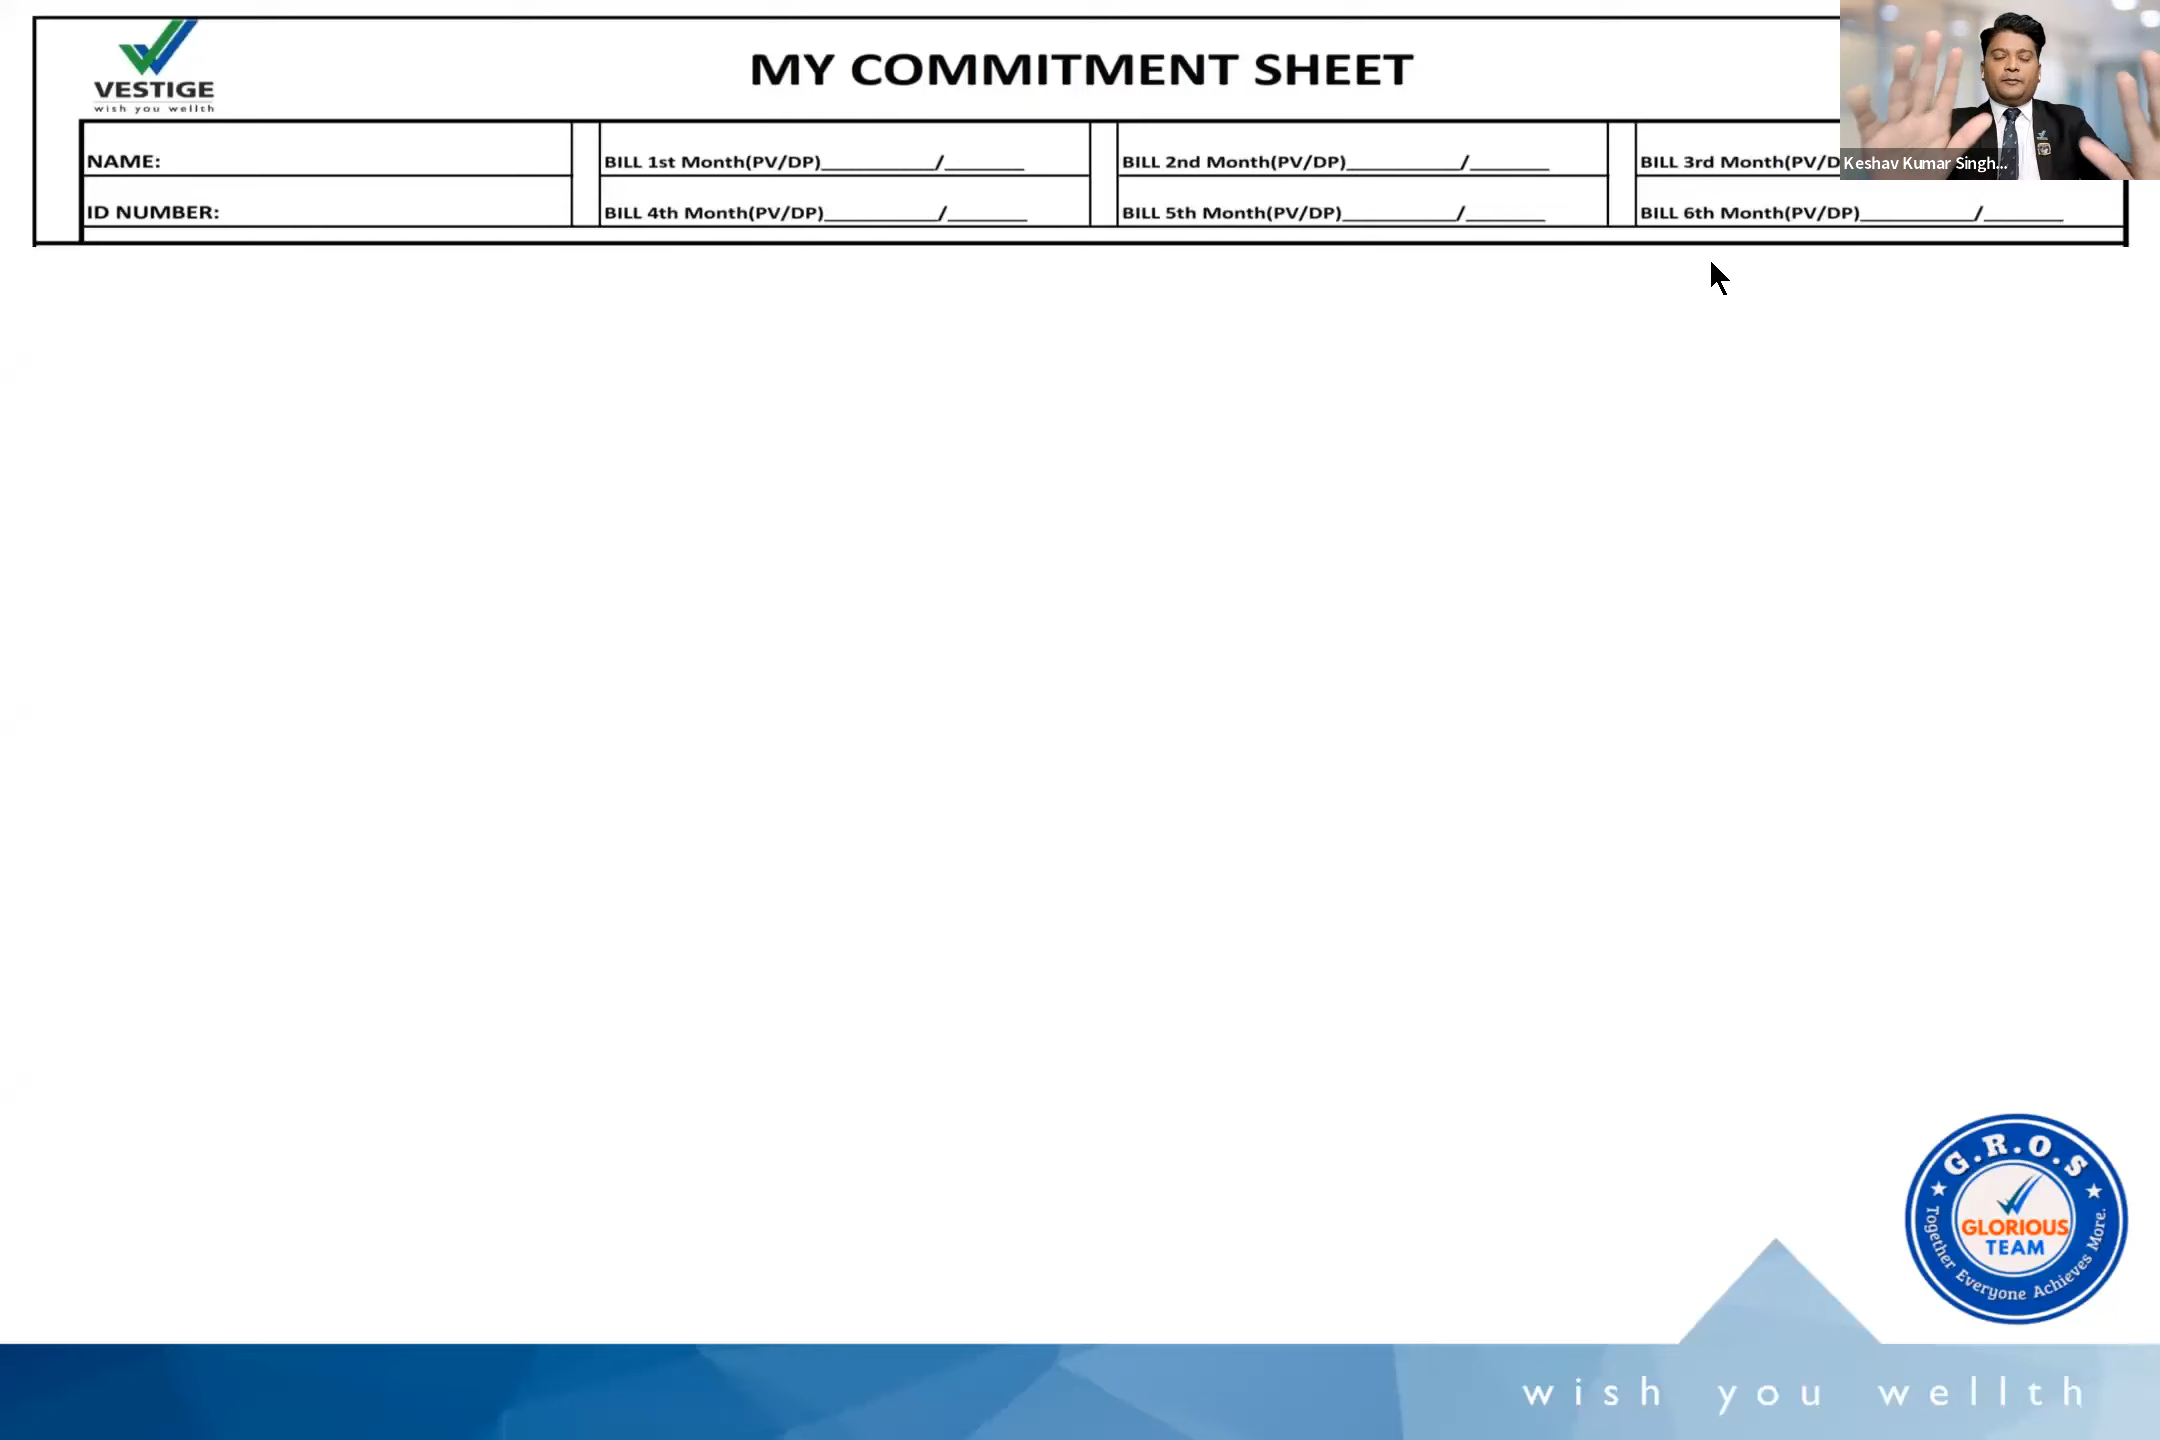 VESTIGE
wish you wellth
MY COMMITMENT SHEET
NAME:
BILL 1st Month(PV/DP)__________/_______
BILL 2nd Month(PV/DP)__________/_______
BILL 3rd Month(PV/D
Keshav Kumar Singh...
ID NUMBER:
BILL 4th Month(PV/DP)__________/_______
BILL 5th Month(PV/DP)__________/_______
BILL 6th Month(PV/DP)__________/_______
G.R.O.S
GLORIOUS
TEAM
Together Everyone Achieves More.
wish you wellth